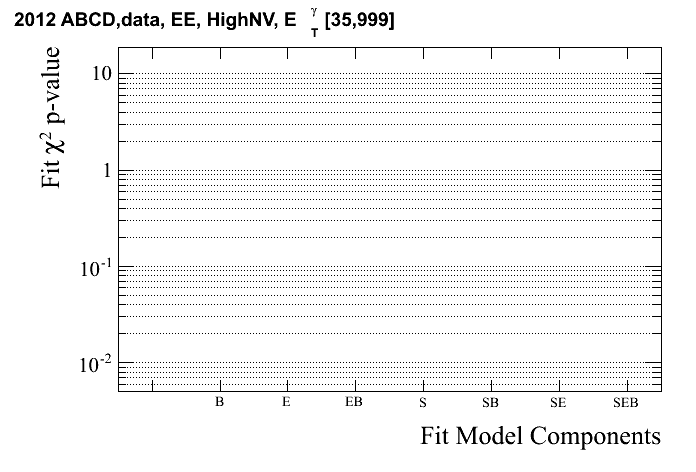 2012 ABCD,data, EE, HighNV, E γ T [35,999]
Fit χ² p-value
10
1
10⁻¹
10⁻²
B E EB S SB SE SEB
Fit Model Components